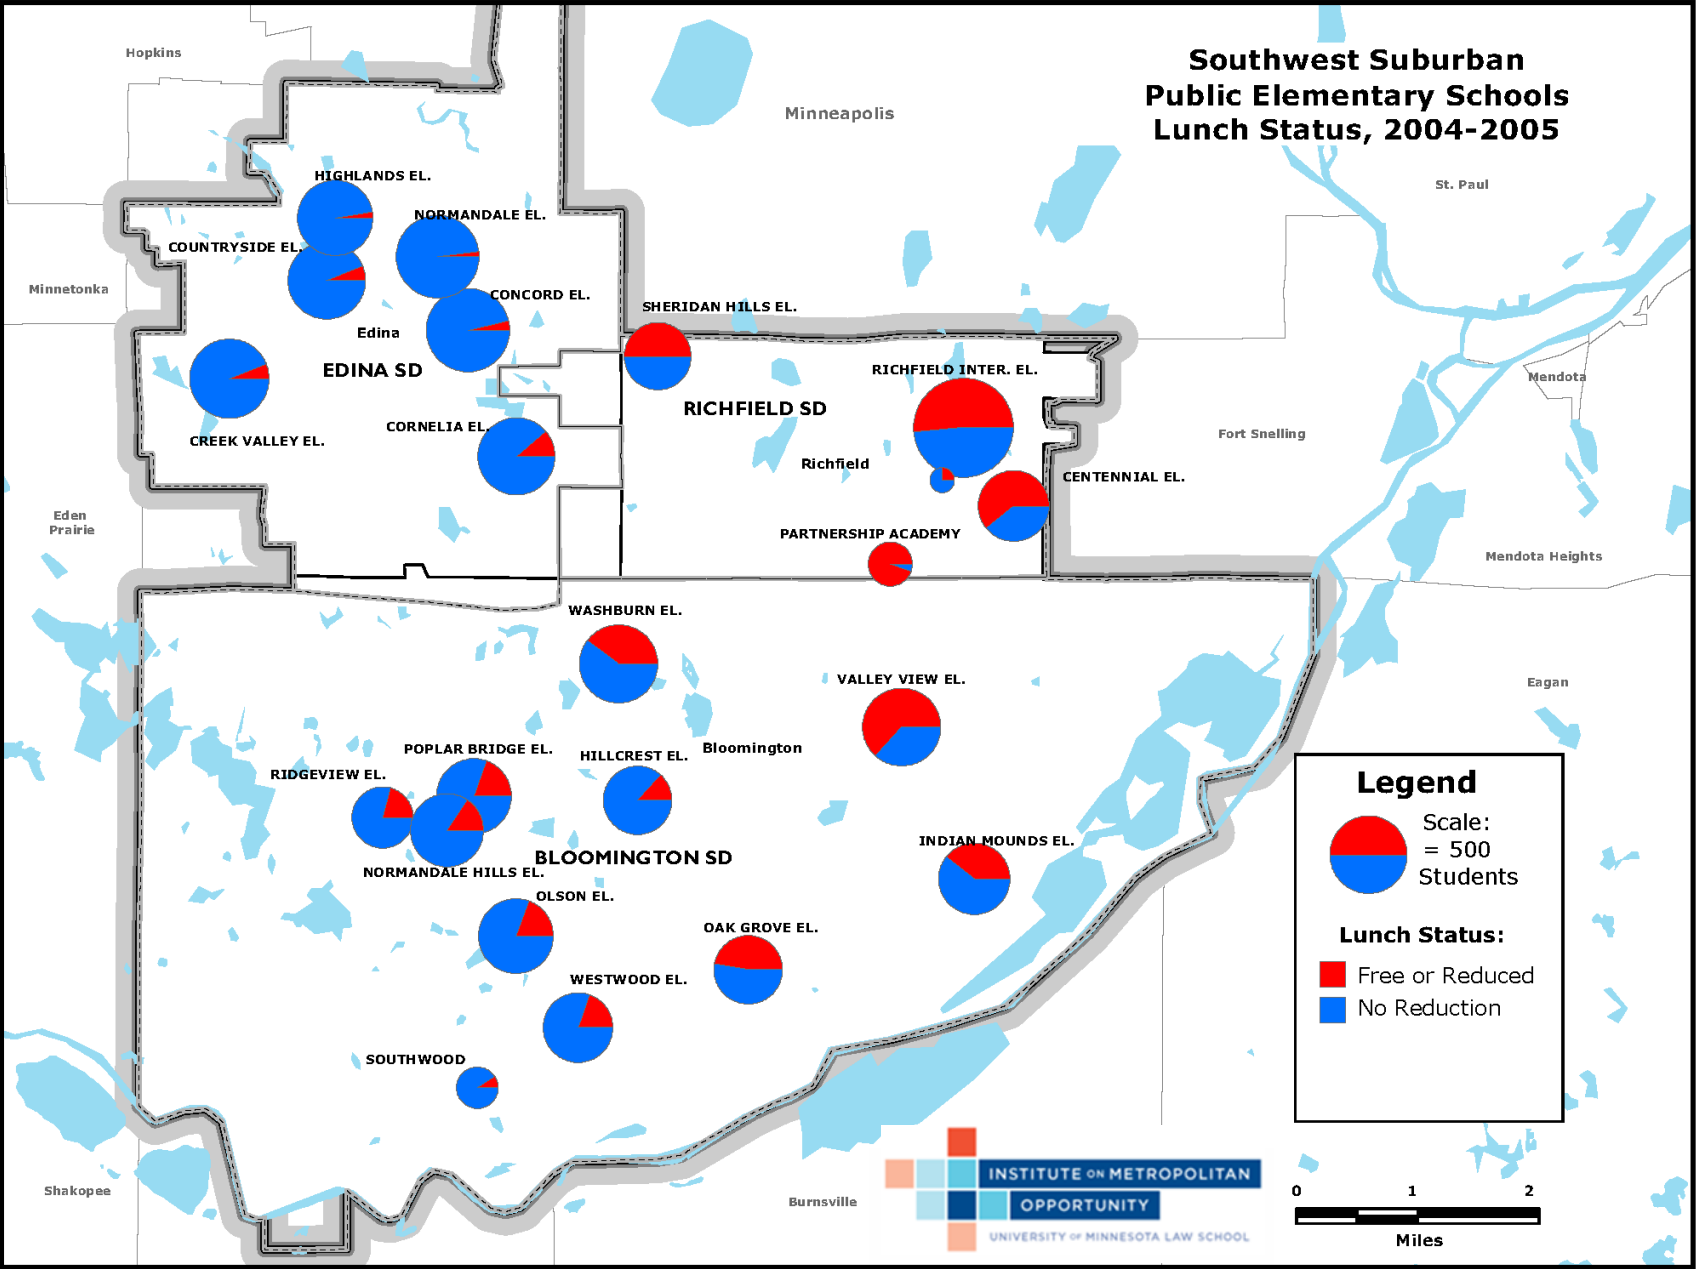 Southwest Suburban
Public Elementary Schools
Lunch Status, 2004-2005
Hopkins
Minneapolis
St. Paul
HIGHLANDS EL.
NORMANDALE EL.
COUNTRYSIDE EL.
Minnetonka
CONCORD EL.
SHERIDAN HILLS EL.
Edina
EDINA SD
RICHFIELD INTER. EL.
Mendota
RICHFIELD SD
CORNELIA EL.
CREEK VALLEY EL.
Fort Snelling
Richfield
CENTENNIAL EL.
Eden
Prairie
PARTNERSHIP ACADEMY
Mendota Heights
WASHBURN EL.
VALLEY VIEW EL.
Eagan
POPLAR BRIDGE EL.
HILLCREST EL.
Bloomington
RIDGEVIEW EL.
INDIAN MOUNDS EL.
BLOOMINGTON SD
NORMANDALE HILLS EL.
OLSON EL.
OAK GROVE EL.
WESTWOOD EL.
SOUTHWOOD
Shakopee
Burnsville
Legend
Scale:
= 500
Students
Lunch Status:
Free or Reduced
No Reduction
INSTITUTE ON METROPOLITAN
OPPORTUNITY
UNIVERSITY OF MINNESOTA LAW SCHOOL
0 1 2
Miles